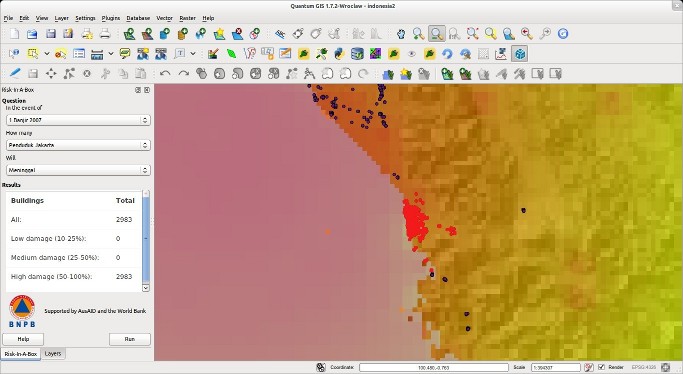 Quantum GIS 1.7.2-Wroclaw - indonesia2
File Edit View Layer Settings Plugins Database Vector Raster Help
Risk-In-A-Box
Question
In the event of
1.Banjir 2007
How many
Penduduk Jakarta
Will
Meninggal
Results
Buildings Total
All: 2983
Low damage (10-25%): 0
Medium damage (25-50%): 0
High damage (50-100%): 2983
BNPB
Supported by AusAID and the World Bank
Help Run
Risk-In-A-Box Layers
Coordinate: 100.480,-0.763 Scale 1:394307 Render EPSG:4326